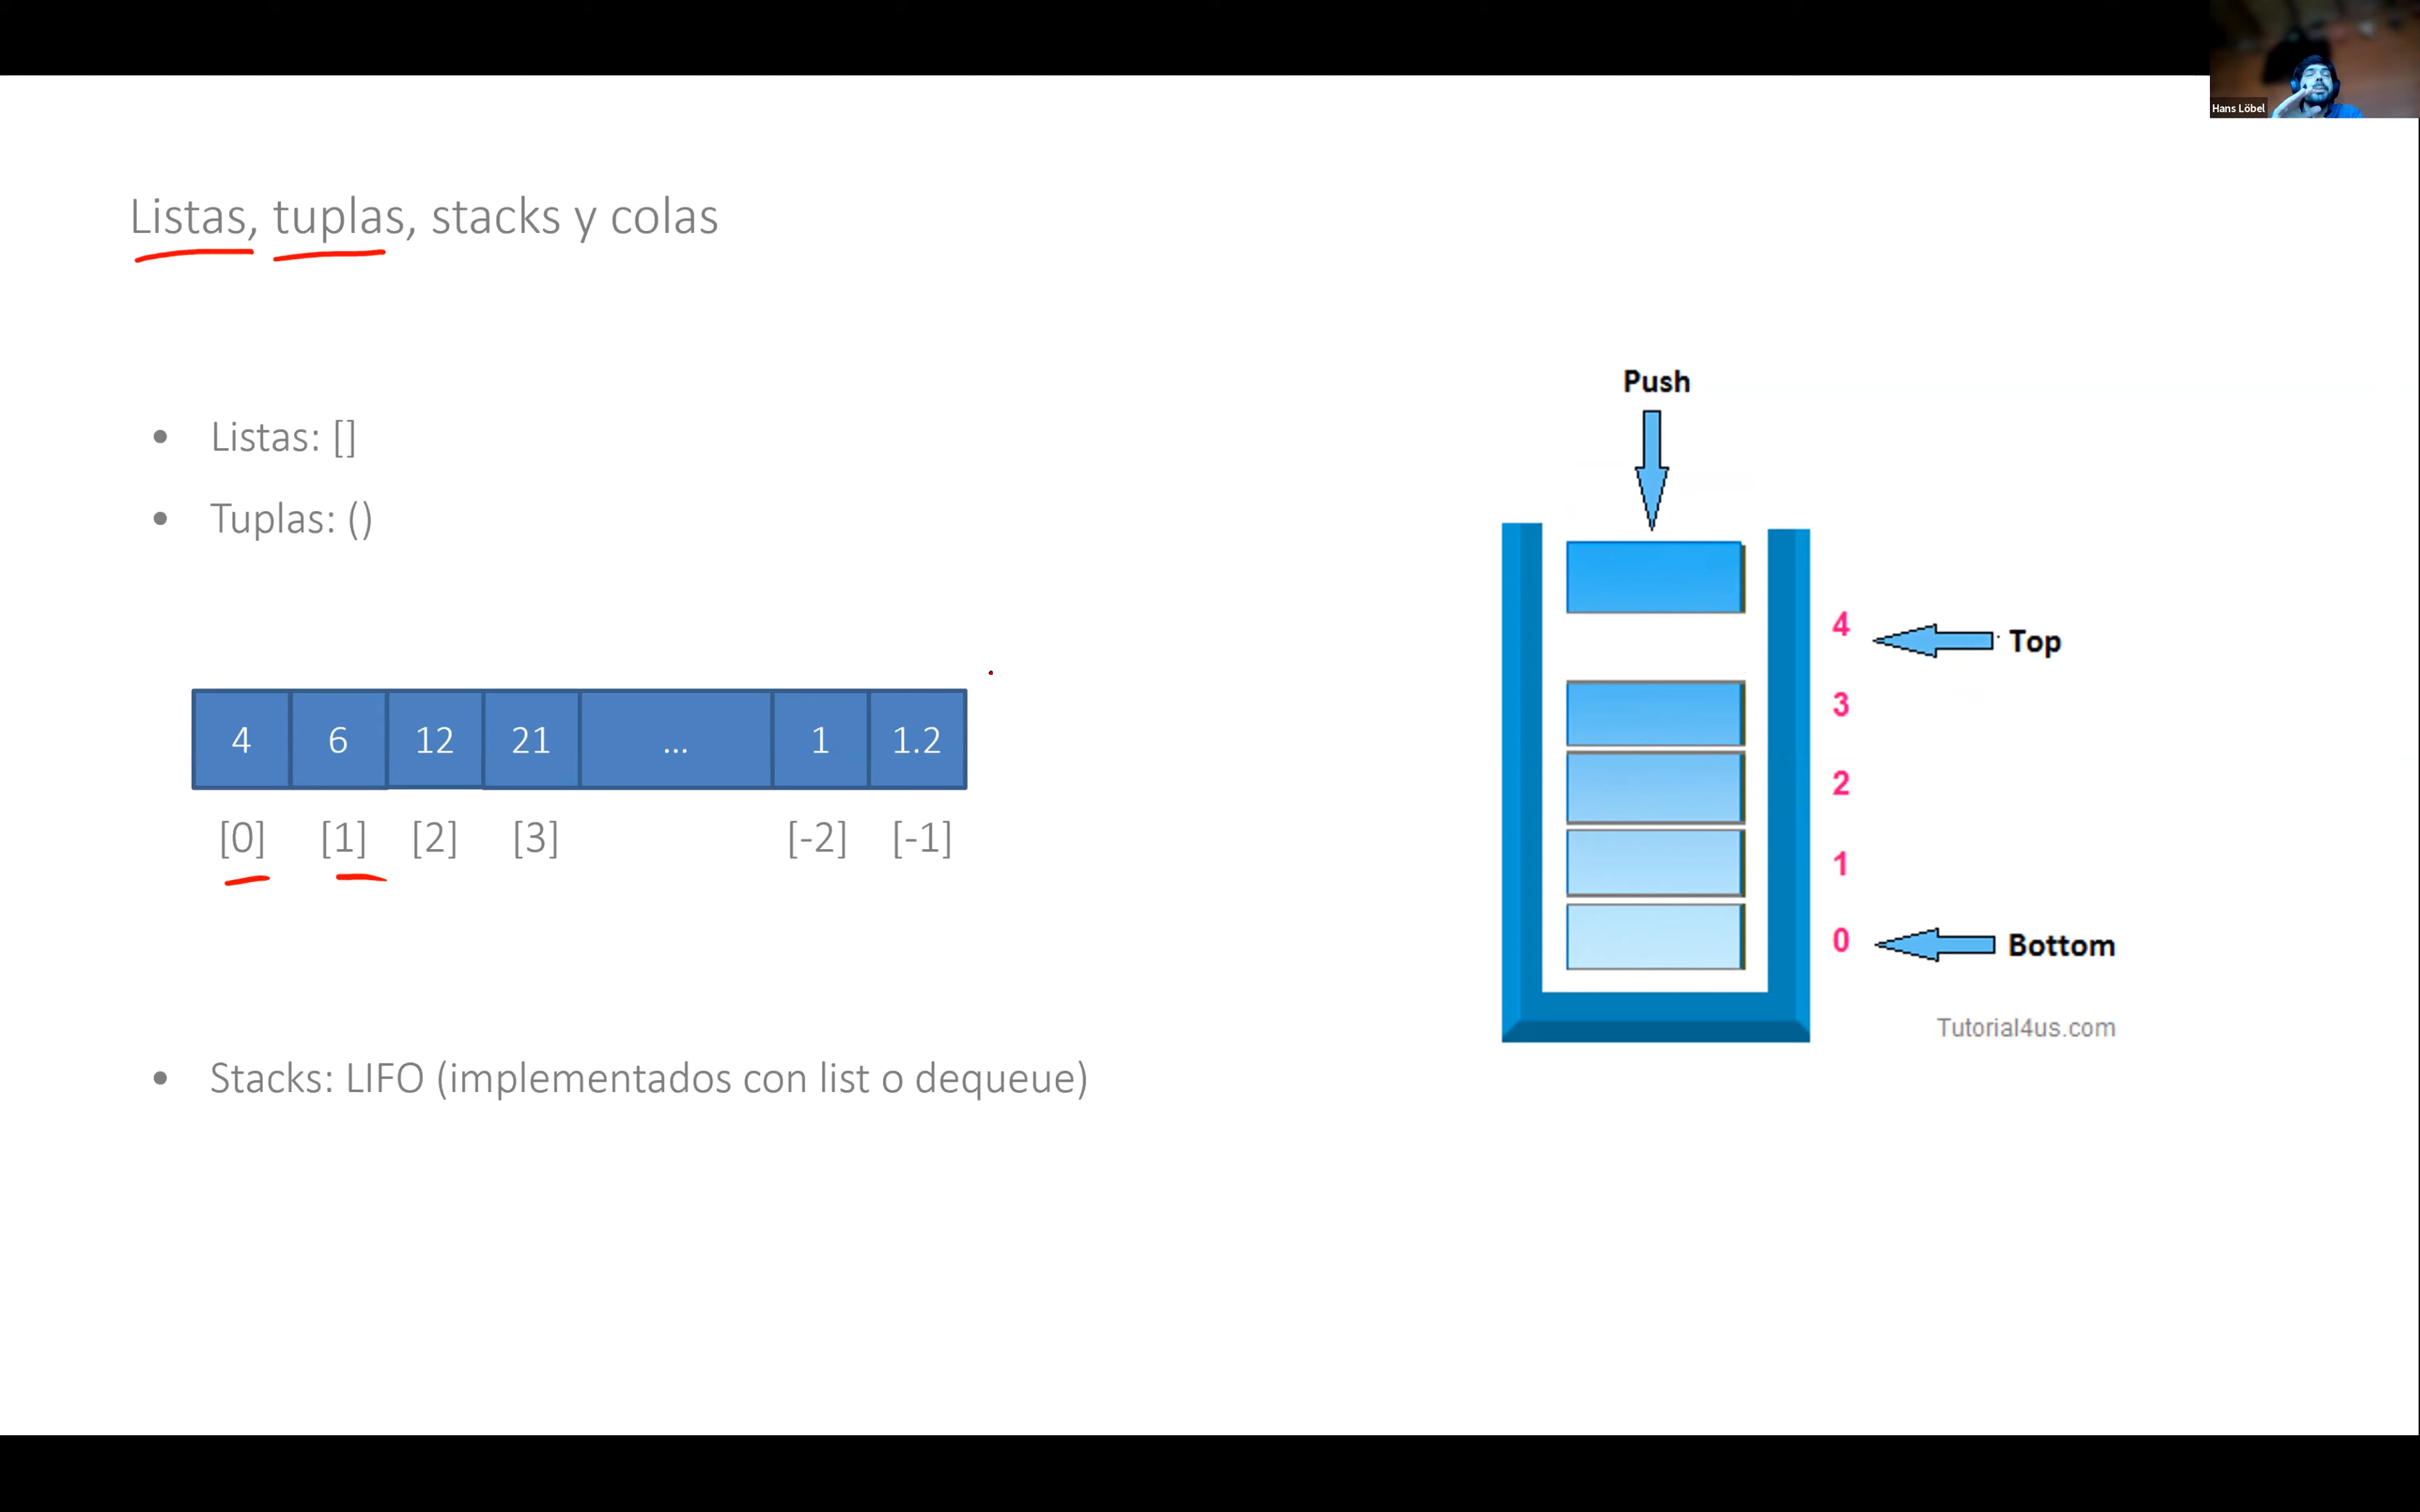 Hans Löbel
Listas, tuplas, stacks y colas
• Listas: []
• Tuplas: ()
4 6 12 21 ... 1 1.2
[0] [1] [2] [3] [-2] [-1]
• Stacks: LIFO (implementados con list o dequeue)
Push
4 Top
3
2
1
0 Bottom
Tutorial4us.com